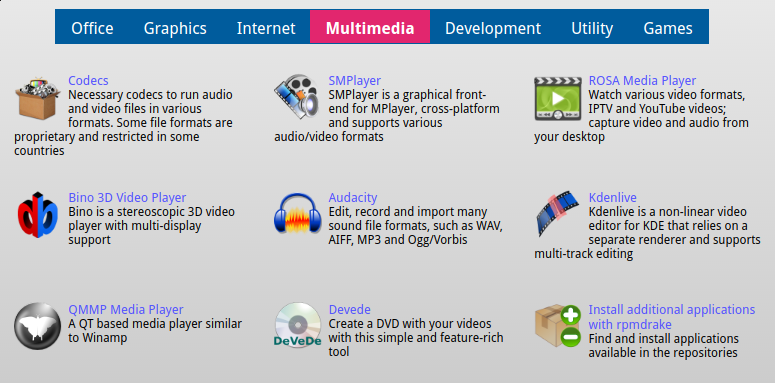 Office Graphics Internet Multimedia Development Utility Games
Codecs
Necessary codecs to run audio
and video files in various
formats. Some file formats are
proprietary and restricted in some
countries
SMPlayer
SMPlayer is a graphical front-
end for MPlayer, cross-platform
and supports various
audio/video formats
ROSA Media Player
Watch various video formats,
IPTV and YouTube videos;
capture video and audio from
your desktop
Bino 3D Video Player
Bino is a stereoscopic 3D video
player with multi-display
support
Audacity
Edit, record and import many
sound file formats, such as WAV,
AIFF, MP3 and Ogg/Vorbis
Kdenlive
Kdenlive is a non-linear video
editor for KDE that relies on a
separate renderer and supports
multi-track editing
QMMP Media Player
A QT based media player similar
to Winamp
DeVeDe
Devede
Create a DVD with your videos
with this simple and feature-rich
tool
Install additional applications
with rpmdrake
Find and install applications
available in the repositories